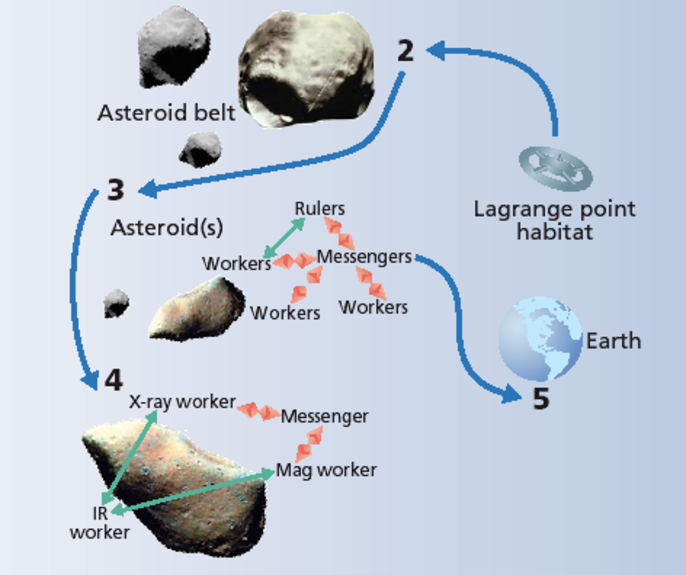 2
Asteroid belt
Lagrange point
habitat
3
Asteroid(s)
Rulers
Workers
Messengers
Workers
Workers
Earth
4
5
X-ray worker
Messenger
Mag worker
IR
worker